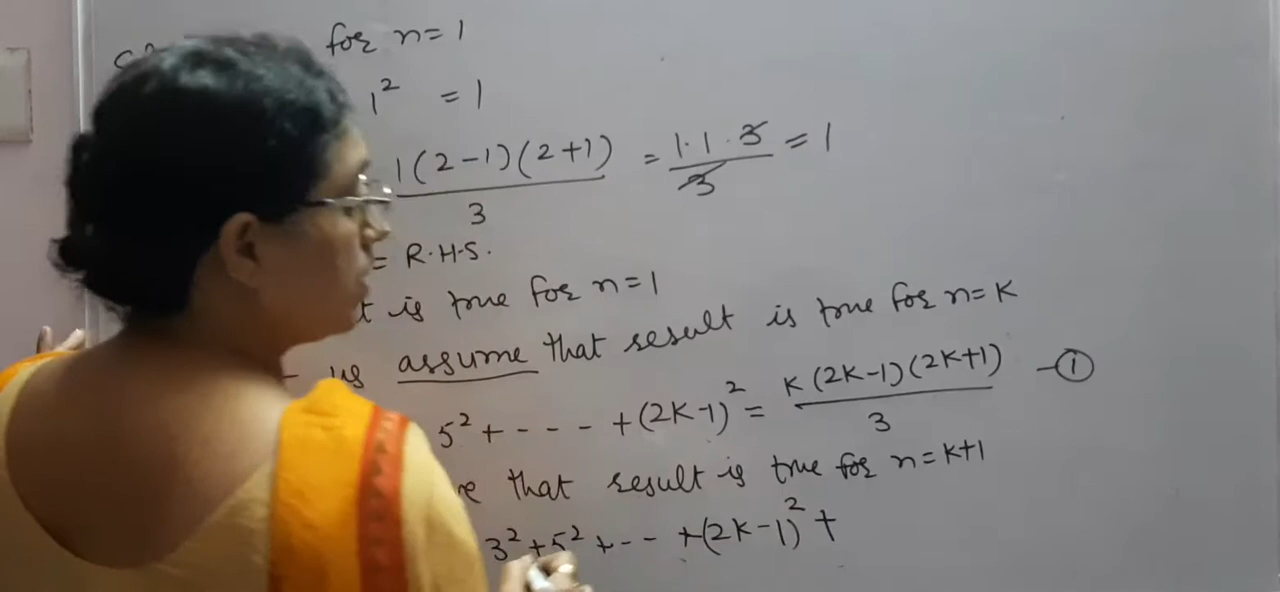 for n=1
1² = 1
1(2-1)(2+1)/3 = 1·1·3/3 = 1
= R.H.S.
is true for n=1
us assume that result is true for n=K
5² + - - - + (2K-1)² = K(2K-1)(2K+1)/3 -①
that result is true for n=K+1
3² + 5² + - - + (2K-1)² +